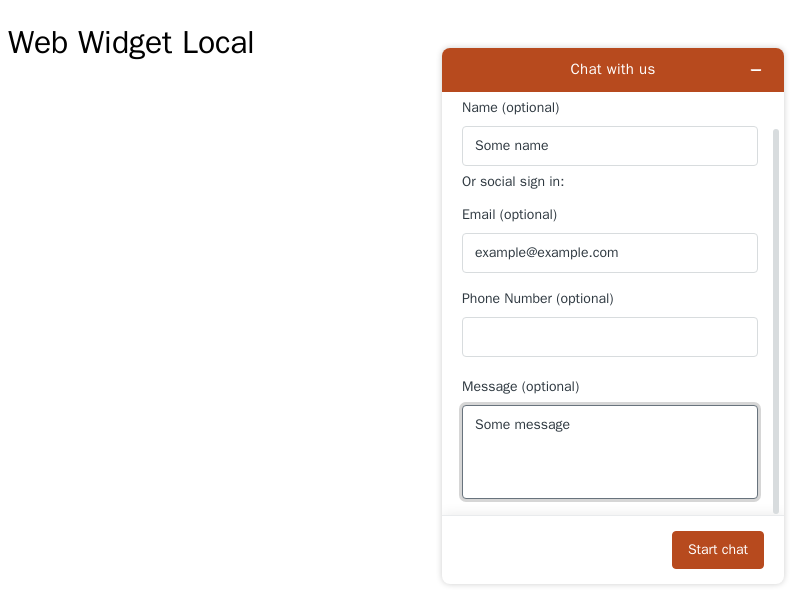 Web Widget Local
Chat with us
Name (optional)
Some name
Or social sign in:
Email (optional)
example@example.com
Phone Number (optional)
Message (optional)
Some message
Start chat